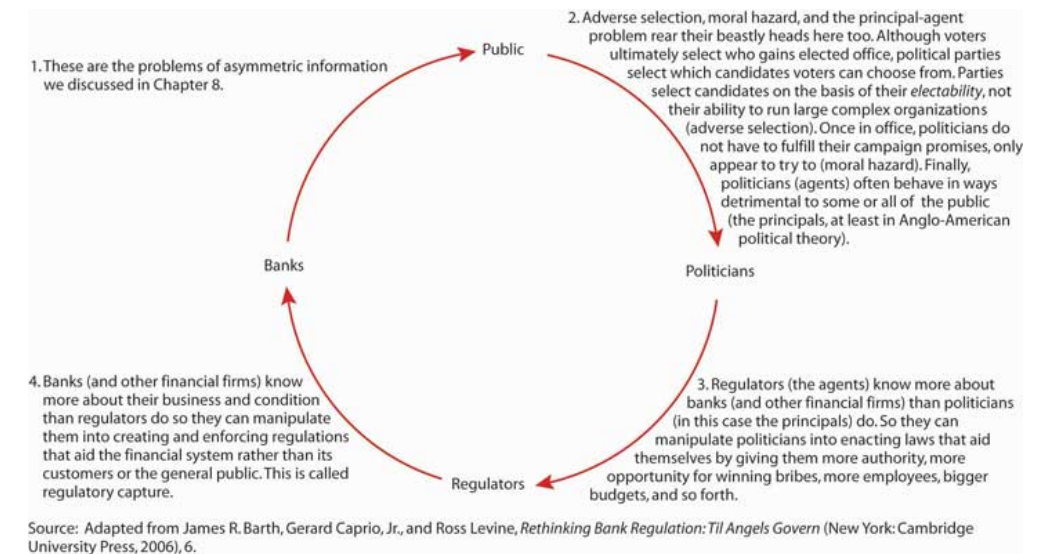 Public
1. These are the problems of asymmetric information
we discussed in Chapter 8.
2. Adverse selection, moral hazard, and the principal-agent
problem rear their beastly heads here too. Although voters
ultimately select who gains elected office, political parties
select which candidates voters can choose from. Parties
select candidates on the basis of their electability, not
their ability to run large complex organizations
(adverse selection). Once in office, politicians do
not have to fulfill their campaign promises, only
appear to try to (moral hazard). Finally,
politicians (agents) often behave in ways
detrimental to some or all of the public
(the principals, at least in Anglo-American
political theory).
Banks
Politicians
3. Regulators (the agents) know more about
banks (and other financial firms) than politicians
(in this case the principals) do. So they can
manipulate politicians into enacting laws that aid
themselves by giving them more authority, more
opportunity for winning bribes, more employees, bigger
budgets, and so forth.
4. Banks (and other financial firms) know
more about their business and condition
than regulators do so they can manipulate
them into creating and enforcing regulations
that aid the financial system rather than its
customers or the general public. This is called
regulatory capture.
Regulators
Source: Adapted from James R. Barth, Gerard Caprio, Jr., and Ross Levine, Rethinking Bank Regulation: Til Angels Govern (New York: Cambridge
University Press, 2006), 6.